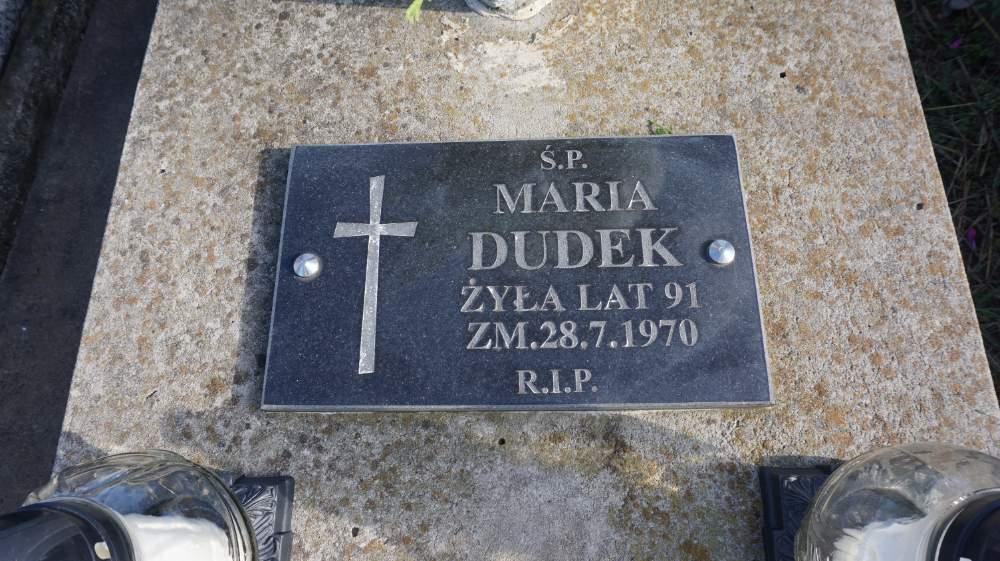 Ś.P.
MARIA
DUDEK
ŻYŁA LAT 91
ZM.28.7.1970
R.I.P.